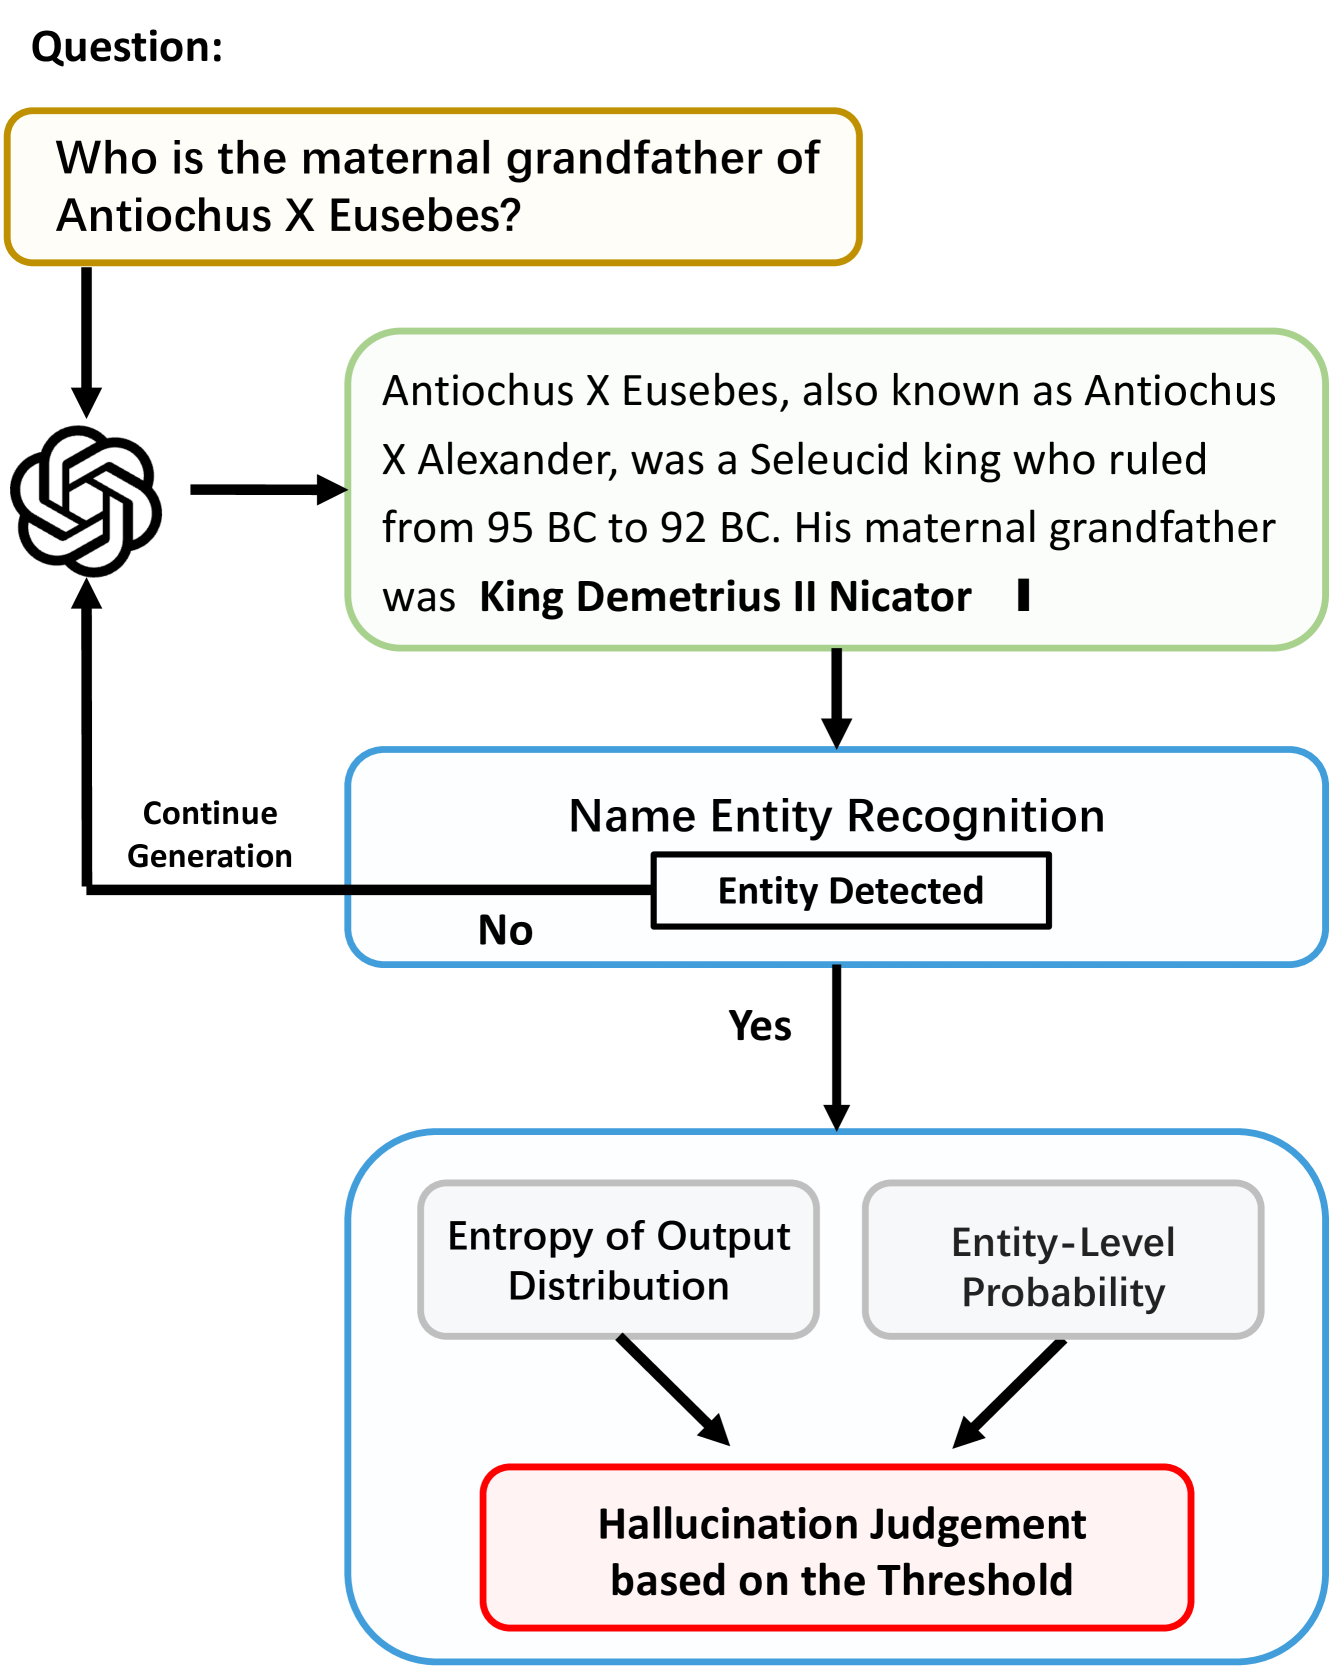 Question:
Who is the maternal grandfather of
Antiochus X Eusebes?
Antiochus X Eusebes, also known as Antiochus
X Alexander, was a Seleucid king who ruled
from 95 BC to 92 BC. His maternal grandfather
was King Demetrius II Nicator
Continue
Generation
Name Entity Recognition
Entity Detected
No
Yes
Entropy of Output
Distribution
Entity-Level
Probability
Hallucination Judgement
based on the Threshold